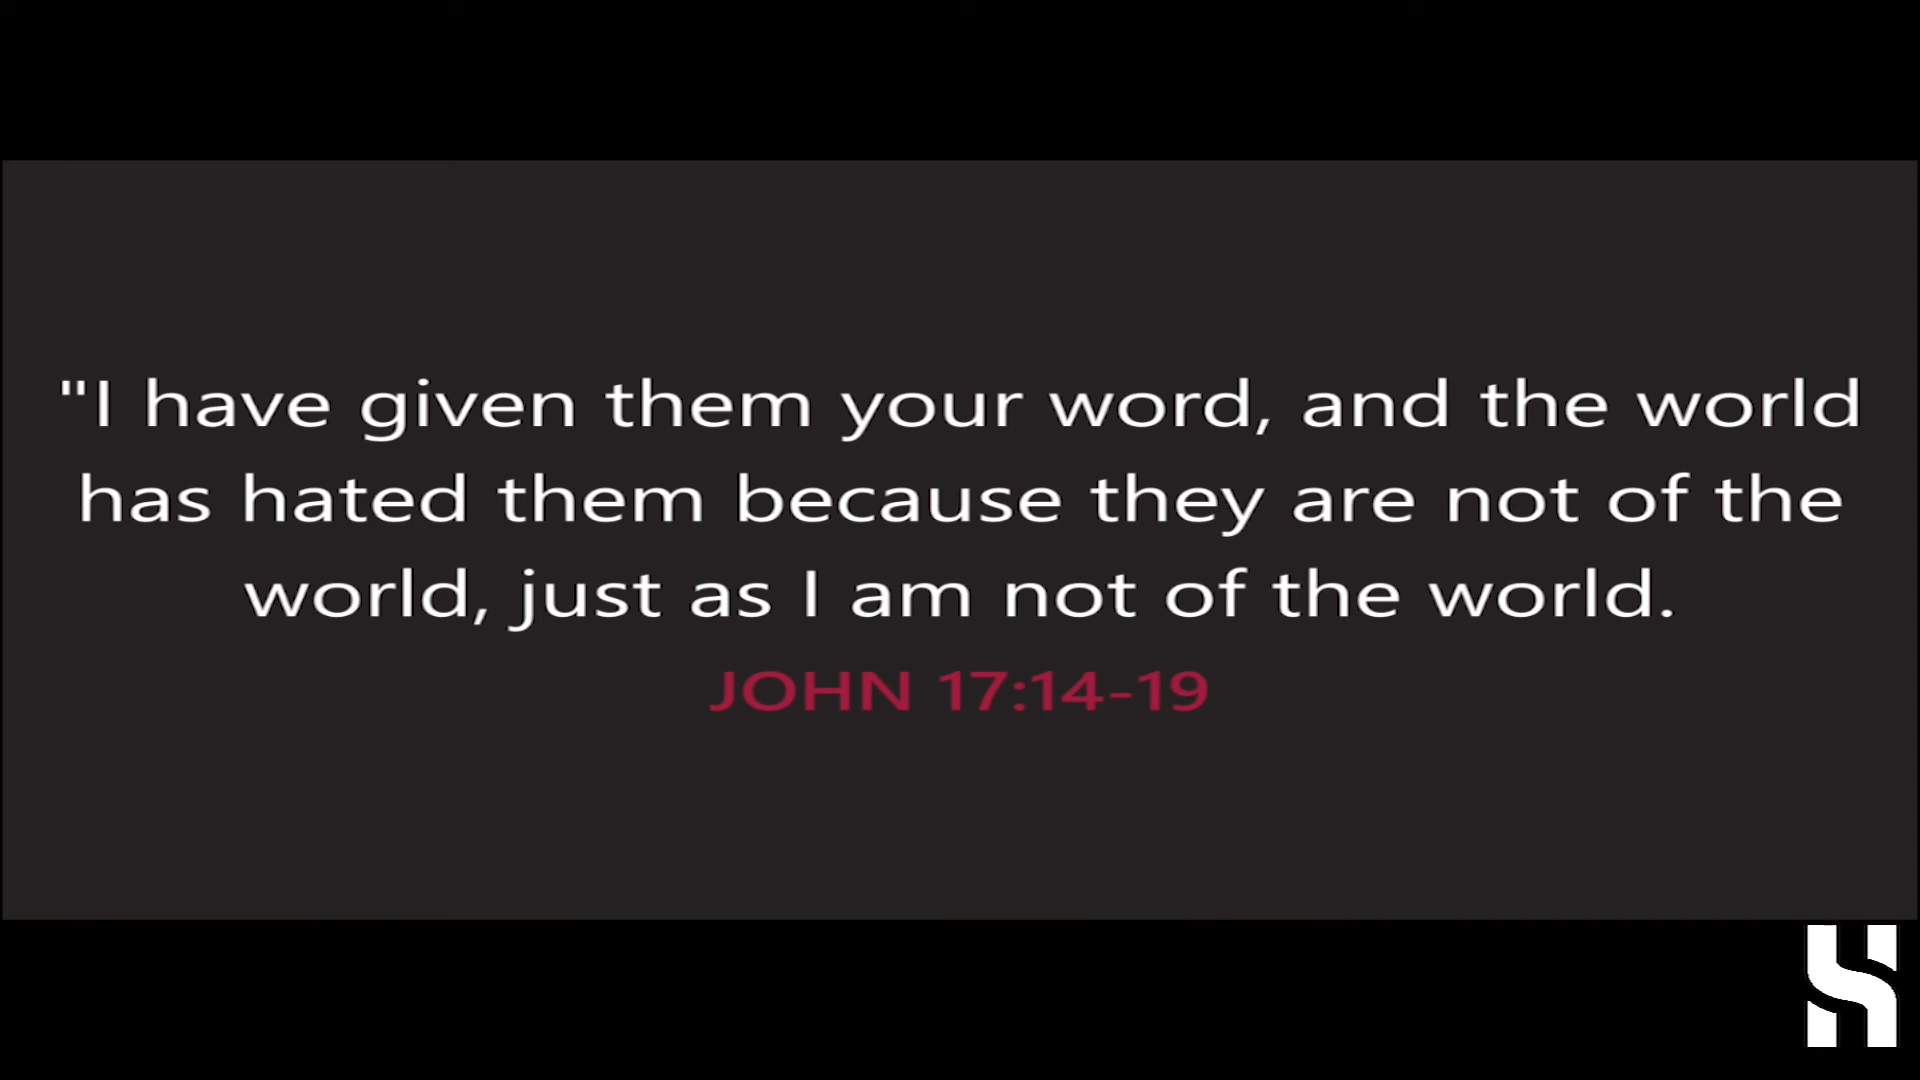 "I have given them your word, and the world
has hated them because they are not of the
world, just as I am not of the world.
JOHN 17:14-19